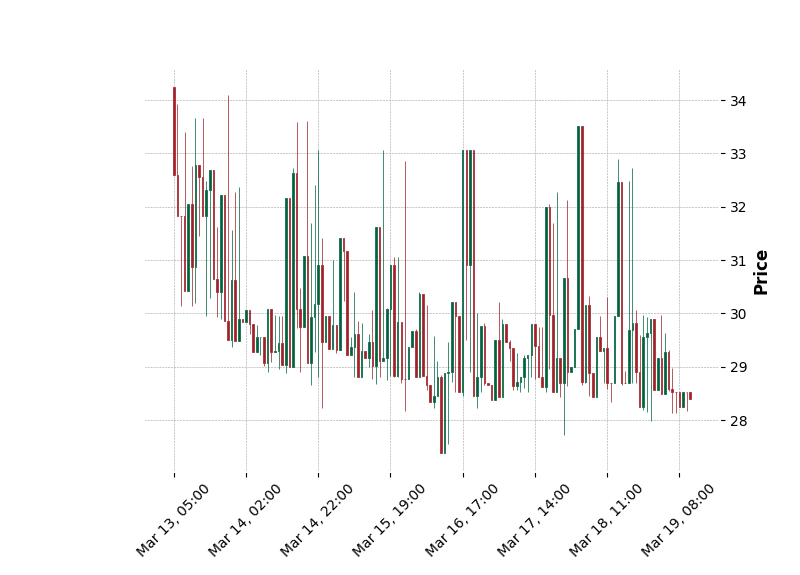 34
33
32
31
30
29
28
Price
Mar 13, 05:00
Mar 14, 02:00
Mar 14, 22:00
Mar 15, 19:00
Mar 16, 17:00
Mar 17, 14:00
Mar 18, 11:00
Mar 19, 08:00